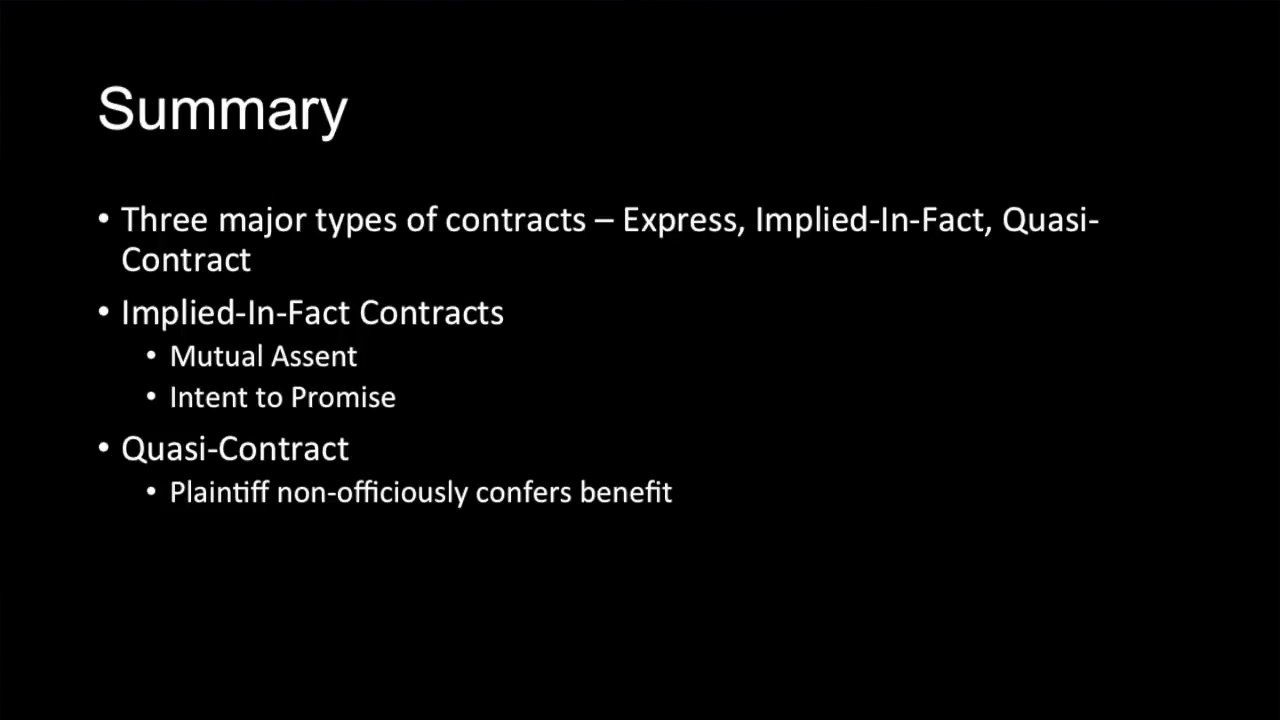 Summary
• Three major types of contracts – Express, Implied-In-Fact, Quasi-
Contract
• Implied-In-Fact Contracts
• Mutual Assent
• Intent to Promise
• Quasi-Contract
• Plaintiff non-officiously confers benefit